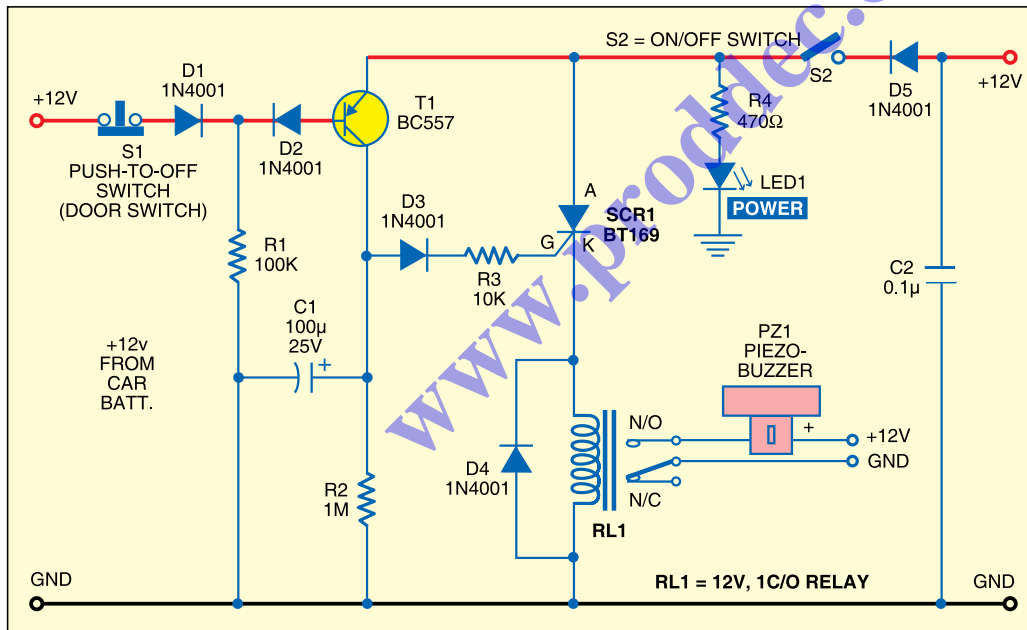 S2 = ON/OFF SWITCH
+12V
S1
PUSH-TO-OFF
SWITCH
(DOOR SWITCH)
D1
1N4001
D2
1N4001
T1
BC557
S2
D5
1N4001
+12V
R4
470Ω
LED1
POWER
D3
1N4001
A
SCR1
BT169
G
K
R1
100K
R3
10K
C1
100µ
25V
+
C2
0.1µ
+12v
FROM
CAR
BATT.
PZ1
PIEZO-
BUZZER
+
N/O
+12V
GND
N/C
D4
1N4001
R2
1M
RL1
GND
RL1 = 12V, 1C/O RELAY
GND
www.proddec.